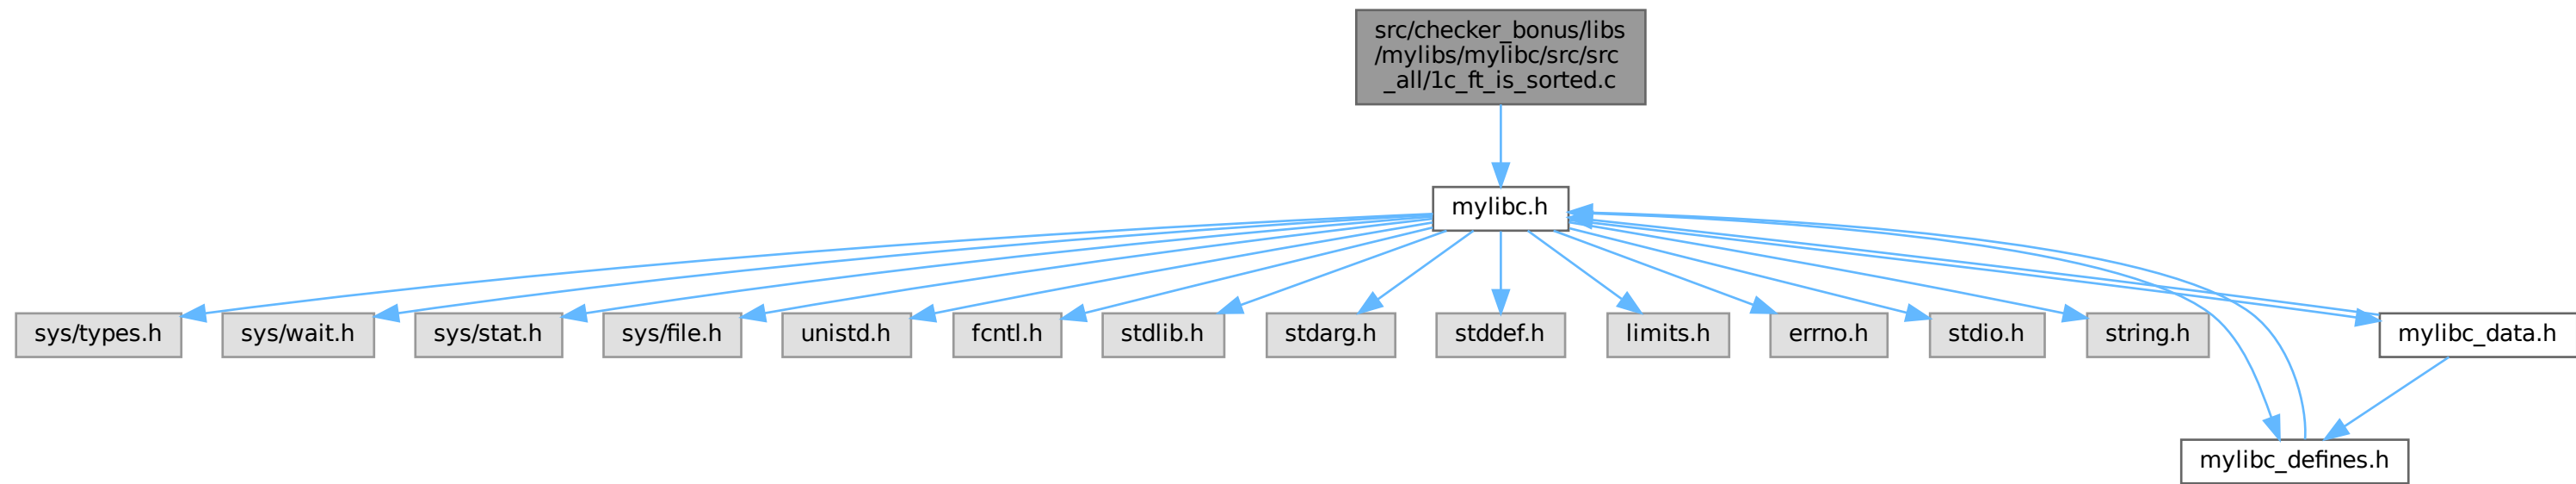 src/checker_bonus/libs
/mylibs/mylibc/src/src
_all/1c_ft_is_sorted.c
mylibc.h
sys/types.h
sys/wait.h
sys/stat.h
sys/file.h
unistd.h
fcntl.h
stdlib.h
stdarg.h
stddef.h
limits.h
errno.h
stdio.h
string.h
mylibc_data.h
mylibc_defines.h